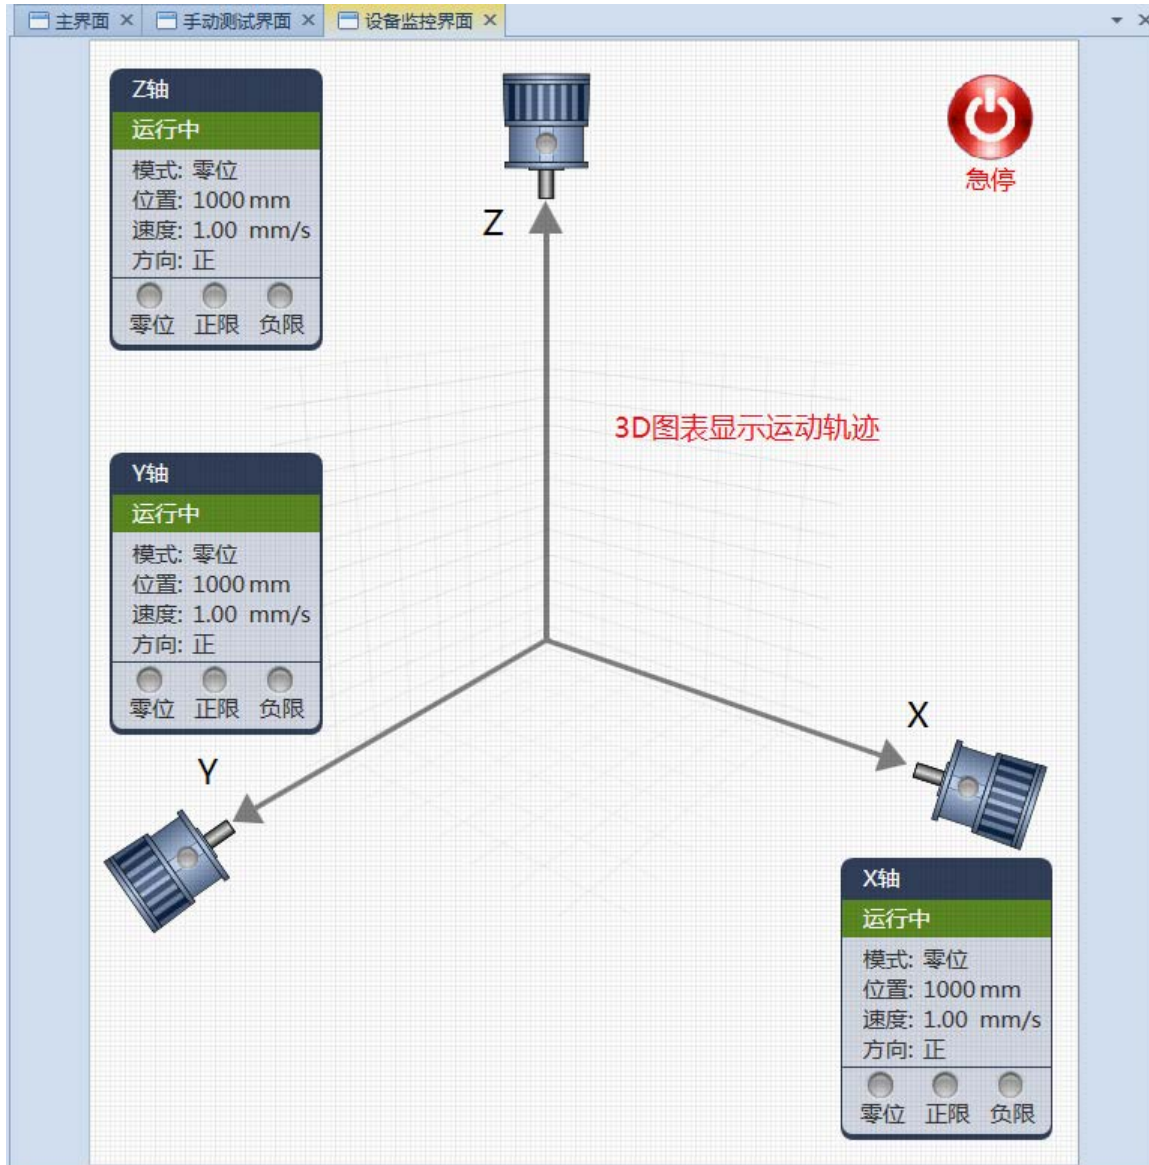 主界面 手动测试界面 设备监控界面
Z轴
运行中
模式: 零位
位置: 1000 mm
速度: 1.00 mm/s
方向: 正
零位 正限 负限
Z
急停
3D图表显示运动轨迹
Y轴
运行中
模式: 零位
位置: 1000 mm
速度: 1.00 mm/s
方向: 正
零位 正限 负限
Y
X
X轴
运行中
模式: 零位
位置: 1000 mm
速度: 1.00 mm/s
方向: 正
零位 正限 负限